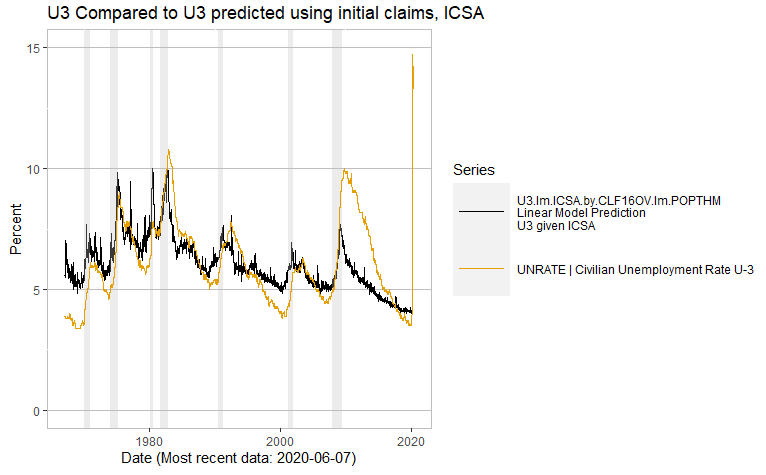 U3 Compared to U3 predicted using initial claims, ICSA
15
10
5
0
Percent
1980
2000
2020
Date (Most recent data: 2020-06-07)
Series
U3.lm.ICSA.by.CLF16OV.lm.POPTHM
Linear Model Prediction
U3 given ICSA
UNRATE | Civilian Unemployment Rate U-3